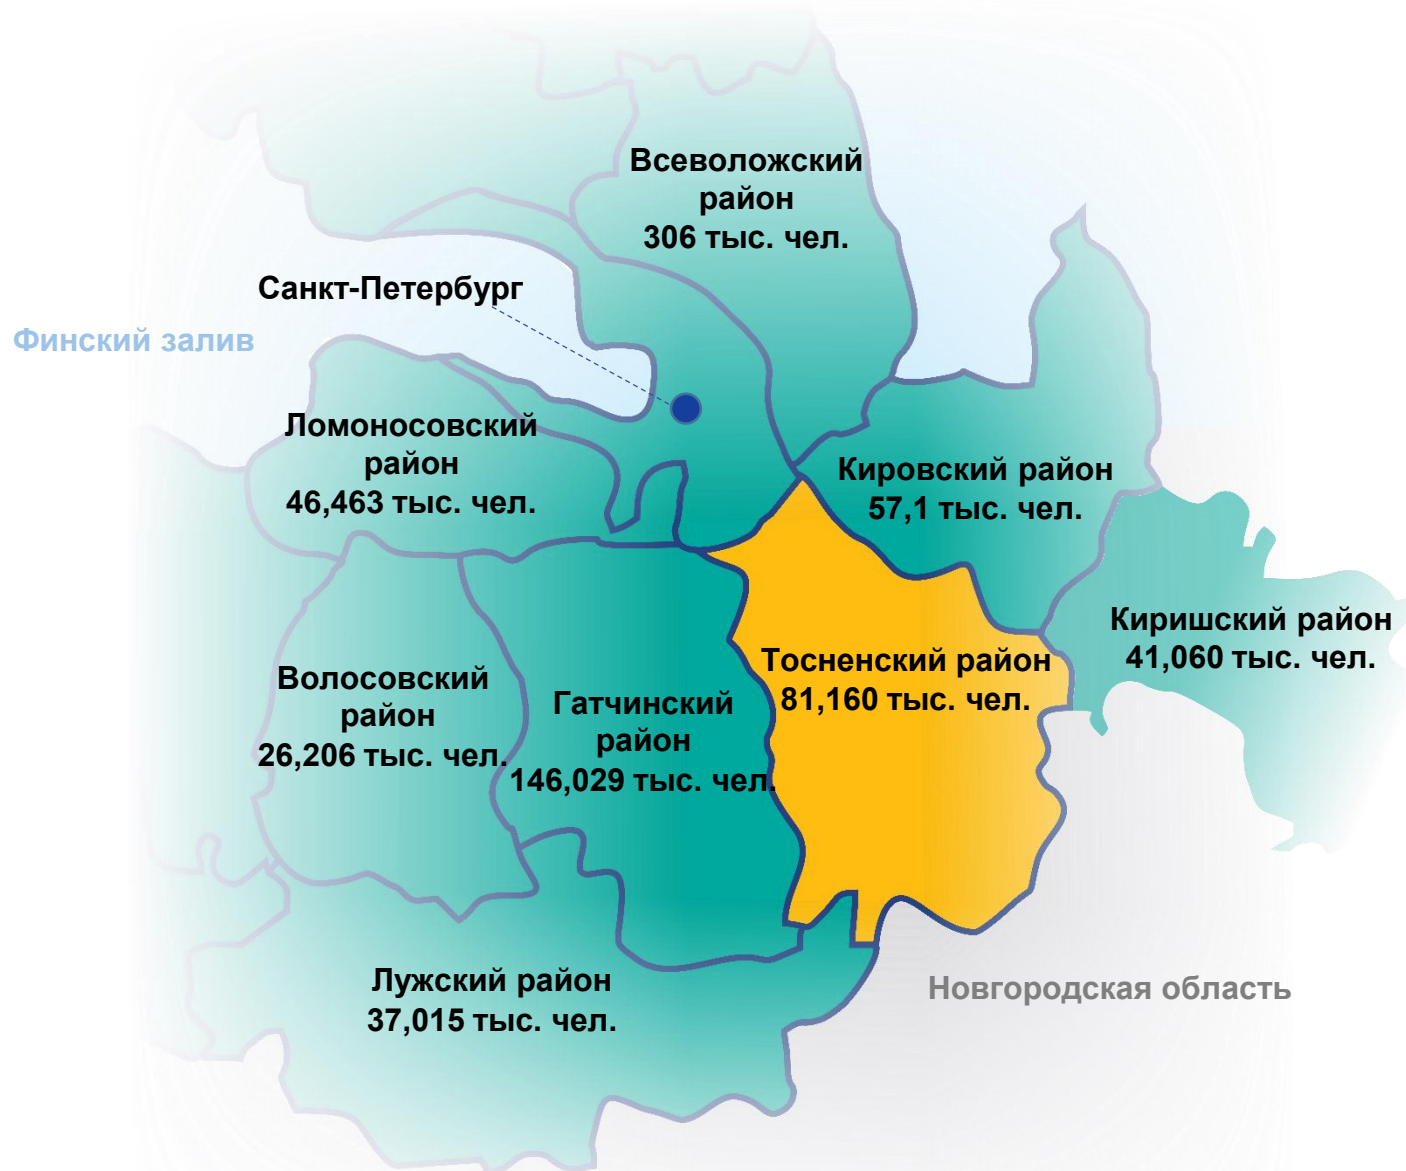 Всеволожский
район
306 тыс. чел.
Санкт-Петербург
Финский залив
Ломоносовский
район
46,463 тыс. чел.
Кировский район
57,1 тыс. чел.
Киришский район
41,060 тыс. чел.
Тосненский район
81,160 тыс. чел.
Волосовский
район
26,206 тыс. чел.
Гатчинский
район
146,029 тыс. чел.
Лужский район
37,015 тыс. чел.
Новгородская область